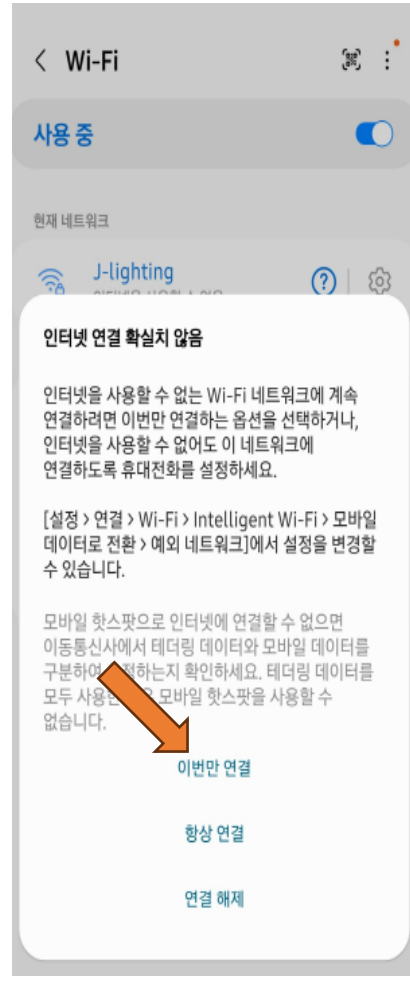 Wi-Fi
사용 중
현재 네트워크
J-lighting
인터넷 연결 확실치 않음
인터넷을 사용할 수 없는 Wi-Fi 네트워크에 계속
연결하려면 이번만 연결하는 옵션을 선택하거나,
인터넷을 사용할 수 없어도 이 네트워크에
연결하도록 휴대전화를 설정하세요.
[설정 > 연결 > Wi-Fi > Intelligent Wi-Fi > 모바일
데이터로 전환 > 예외 네트워크]에서 설정을 변경할
수 있습니다.
모바일 핫스팟으로 인터넷에 연결할 수 없으면
이동통신사에서 테더링 데이터와 모바일 데이터를
구분하여 확인하세요. 테더링 데이터를
모두 모바일 핫스팟을 사용할 수
없습니다.
이번만 연결
항상 연결
연결 해제